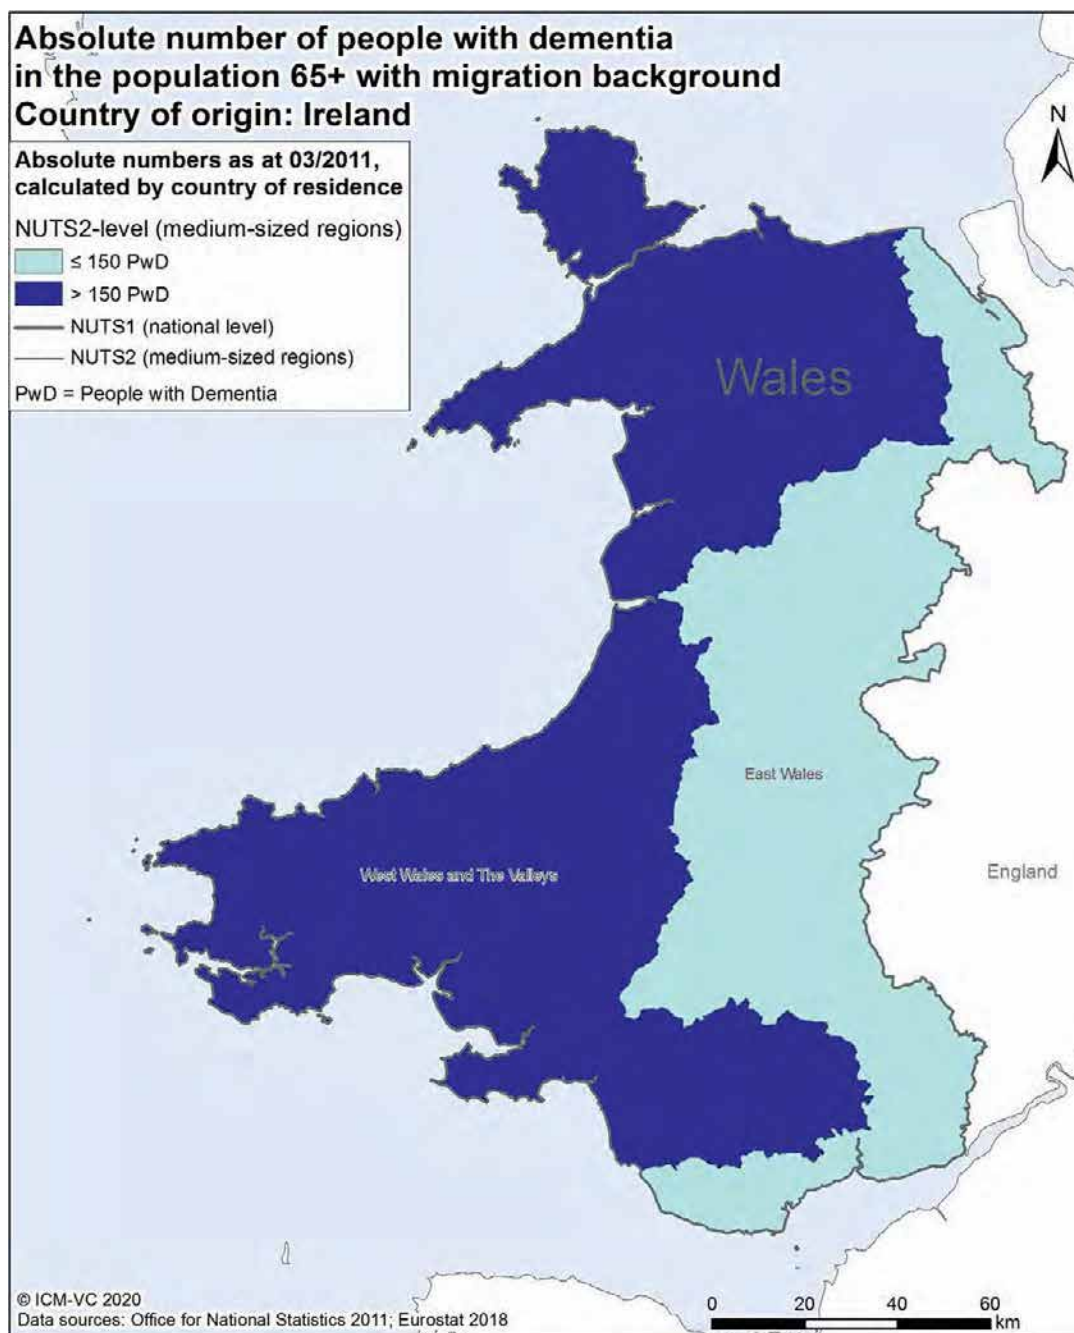 Absolute number of people with dementia
in the population 65+ with migration background
Country of origin: Ireland
Absolute numbers as at 03/2011,
calculated by country of residence
NUTS2-level (medium-sized regions)
≤ 150 PwD
> 150 PwD
NUTS1 (national level)
NUTS2 (medium-sized regions)
PwD = People with Dementia
N
Wales
East Wales
West Wales and The Valleys
England
© ICM-VC 2020
Data sources: Office for National Statistics 2011; Eurostat 2018
0 20 40 60
km